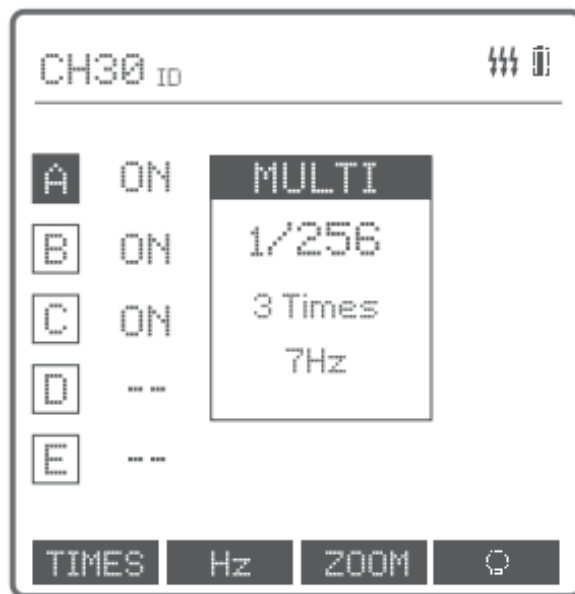 CH30 ID
A ON
B ON
C ON
D --
E --
MULTI
1/256
3 Times
7Hz
TIMES Hz ZOOM